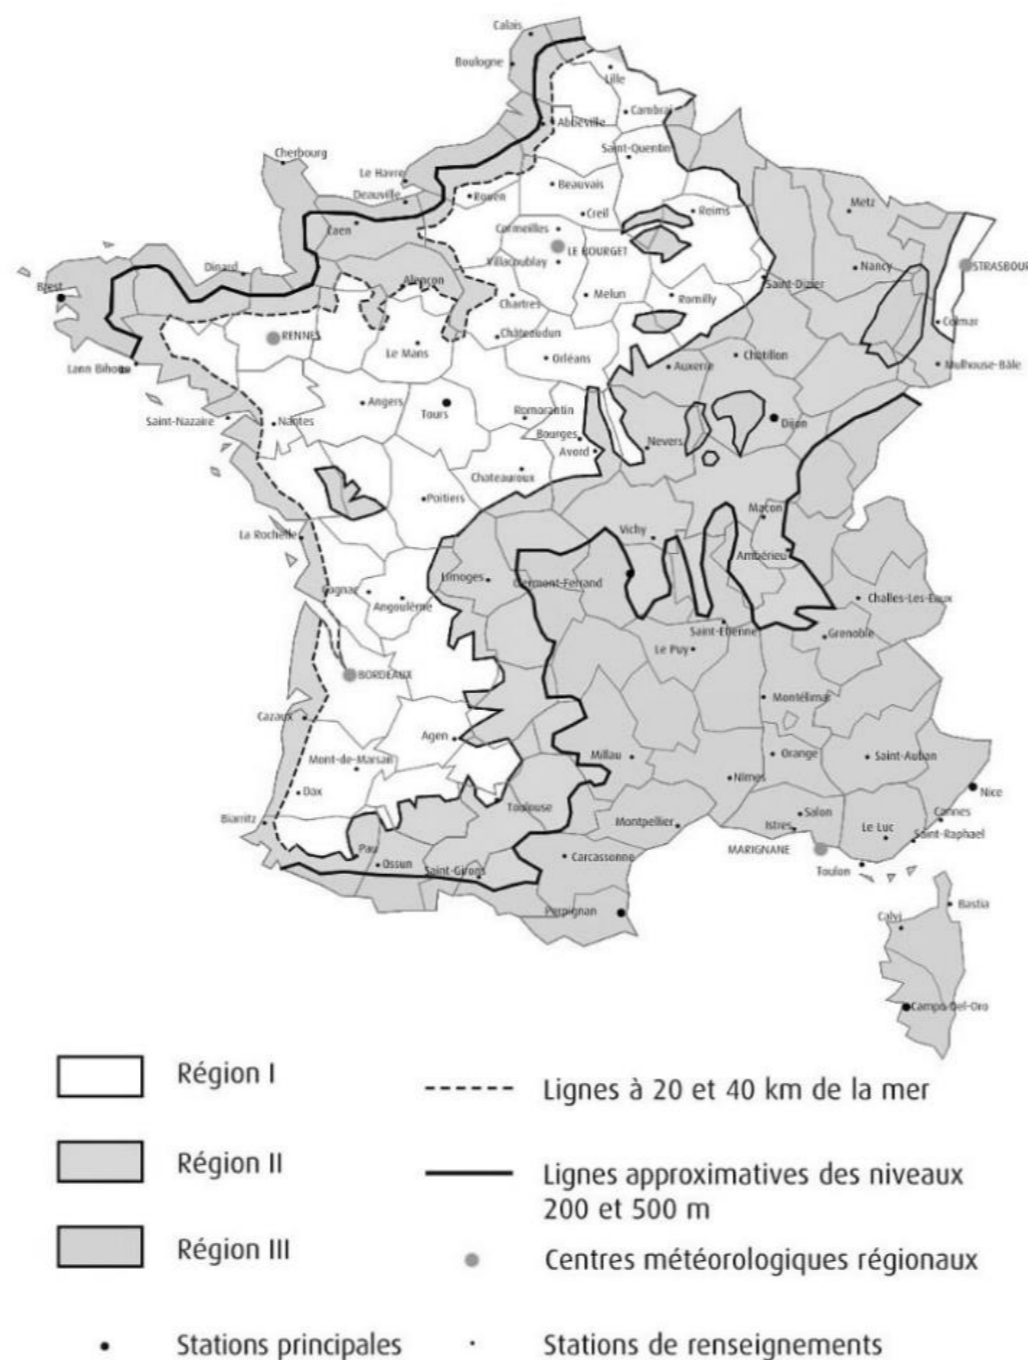 Calais
Boulogne
Lille
Cambrai
Abbeville
Saint-Quentin
Cherbourg
Le Havre
Deauville
Rouen
Beauvais
Creil
Reims
Metz
Caen
Cormeilles
LE BOURGET
Villacoublay
Nancy
STRASBOUR
Dinard
Alençon
Brest
Chartres
Melun
Romilly
Saint-Dizier
RENNES
Châteaudun
Colmar
Le Mans
Orléans
Auxerre
Châtillon
Mulhouse-Bâle
Lann Bihoué
Angers
Tours
Romorantin
Saint-Nazaire
Nantes
Bourges
Avord
Nevers
Dijon
Chateauroux
Poitiers
La Rochelle
Vichy
Macon
Ambérieu
Limoges
Clermont-Ferrand
Cognac
Angoulême
Challes-Les-Eaux
Saint-Etienne
Grenoble
Le Puy
BORDEAUX
Cazaux
Montélimar
Agen
Millau
Orange
Saint-Auban
Mont-de-Marsan
Nîmes
Dax
Toulouse
Nice
Biarritz
Montpellier
Salon
Istres
Cannes
Le Luc
Saint-Raphael
Pau
Ossun
Saint-Girons
Carcassonne
MARIGNANE
Toulon
Perpignan
Bastia
Calvi
Campo Del-Oro
Région I
Lignes à 20 et 40 km de la mer
Région II
Lignes approximatives des niveaux
200 et 500 m
Région III
Centres météorologiques régionaux
Stations principales
Stations de renseignements